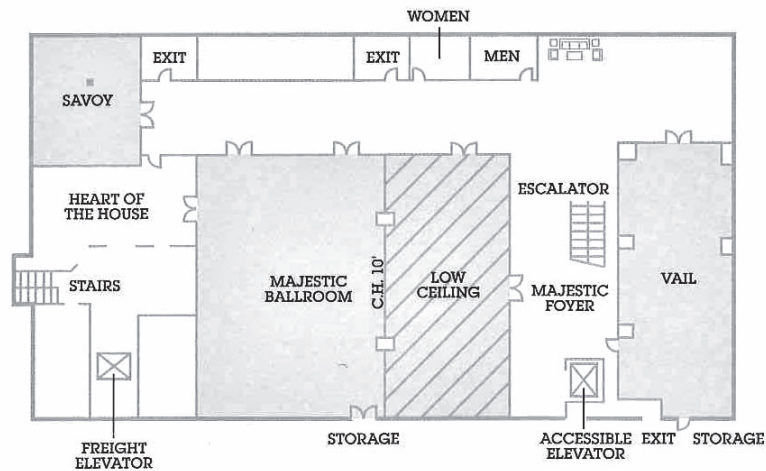 WOMEN
EXIT
EXIT
MEN
SAVOY
HEART OF
THE HOUSE
ESCALATOR
STAIRS
MAJESTIC
BALLROOM
C.H. 10'
LOW
CEILING
MAJESTIC
FOYER
VAIL
FREIGHT
ELEVATOR
STORAGE
ACCESSIBLE
ELEVATOR
EXIT
STORAGE